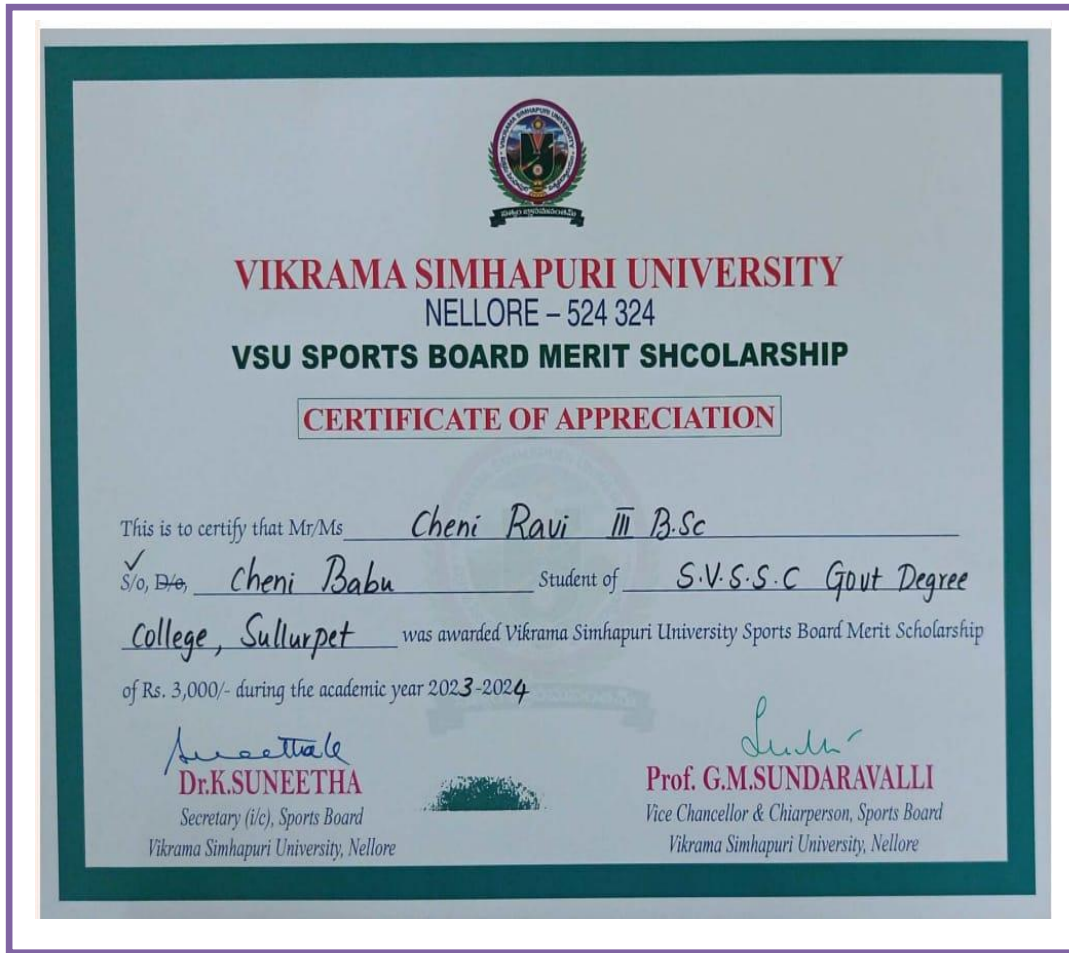 VIKRAMA SIMHAPURI UNIVERSITY
VIKRAMA SIMHAPURI UNIVERSITY
NELLORE – 524 324
VSU SPORTS BOARD MERIT SHCOLARSHIP
CERTIFICATE OF APPRECIATION
This is to certify that Mr/Ms Cheni Ravi III B.Sc
S/o, D/o, Cheni Babu Student of S.V.S.S.C Govt Degree
College, Sullurpet was awarded Vikrama Simhapuri University Sports Board Merit Scholarship
of Rs. 3,000/- during the academic year 2023-2024
Dr.K.SUNEETHA
Secretary (i/c), Sports Board
Vikrama Simhapuri University, Nellore
Prof. G.M.SUNDARAVALLI
Vice Chancellor & Chiarperson, Sports Board
Vikrama Simhapuri University, Nellore